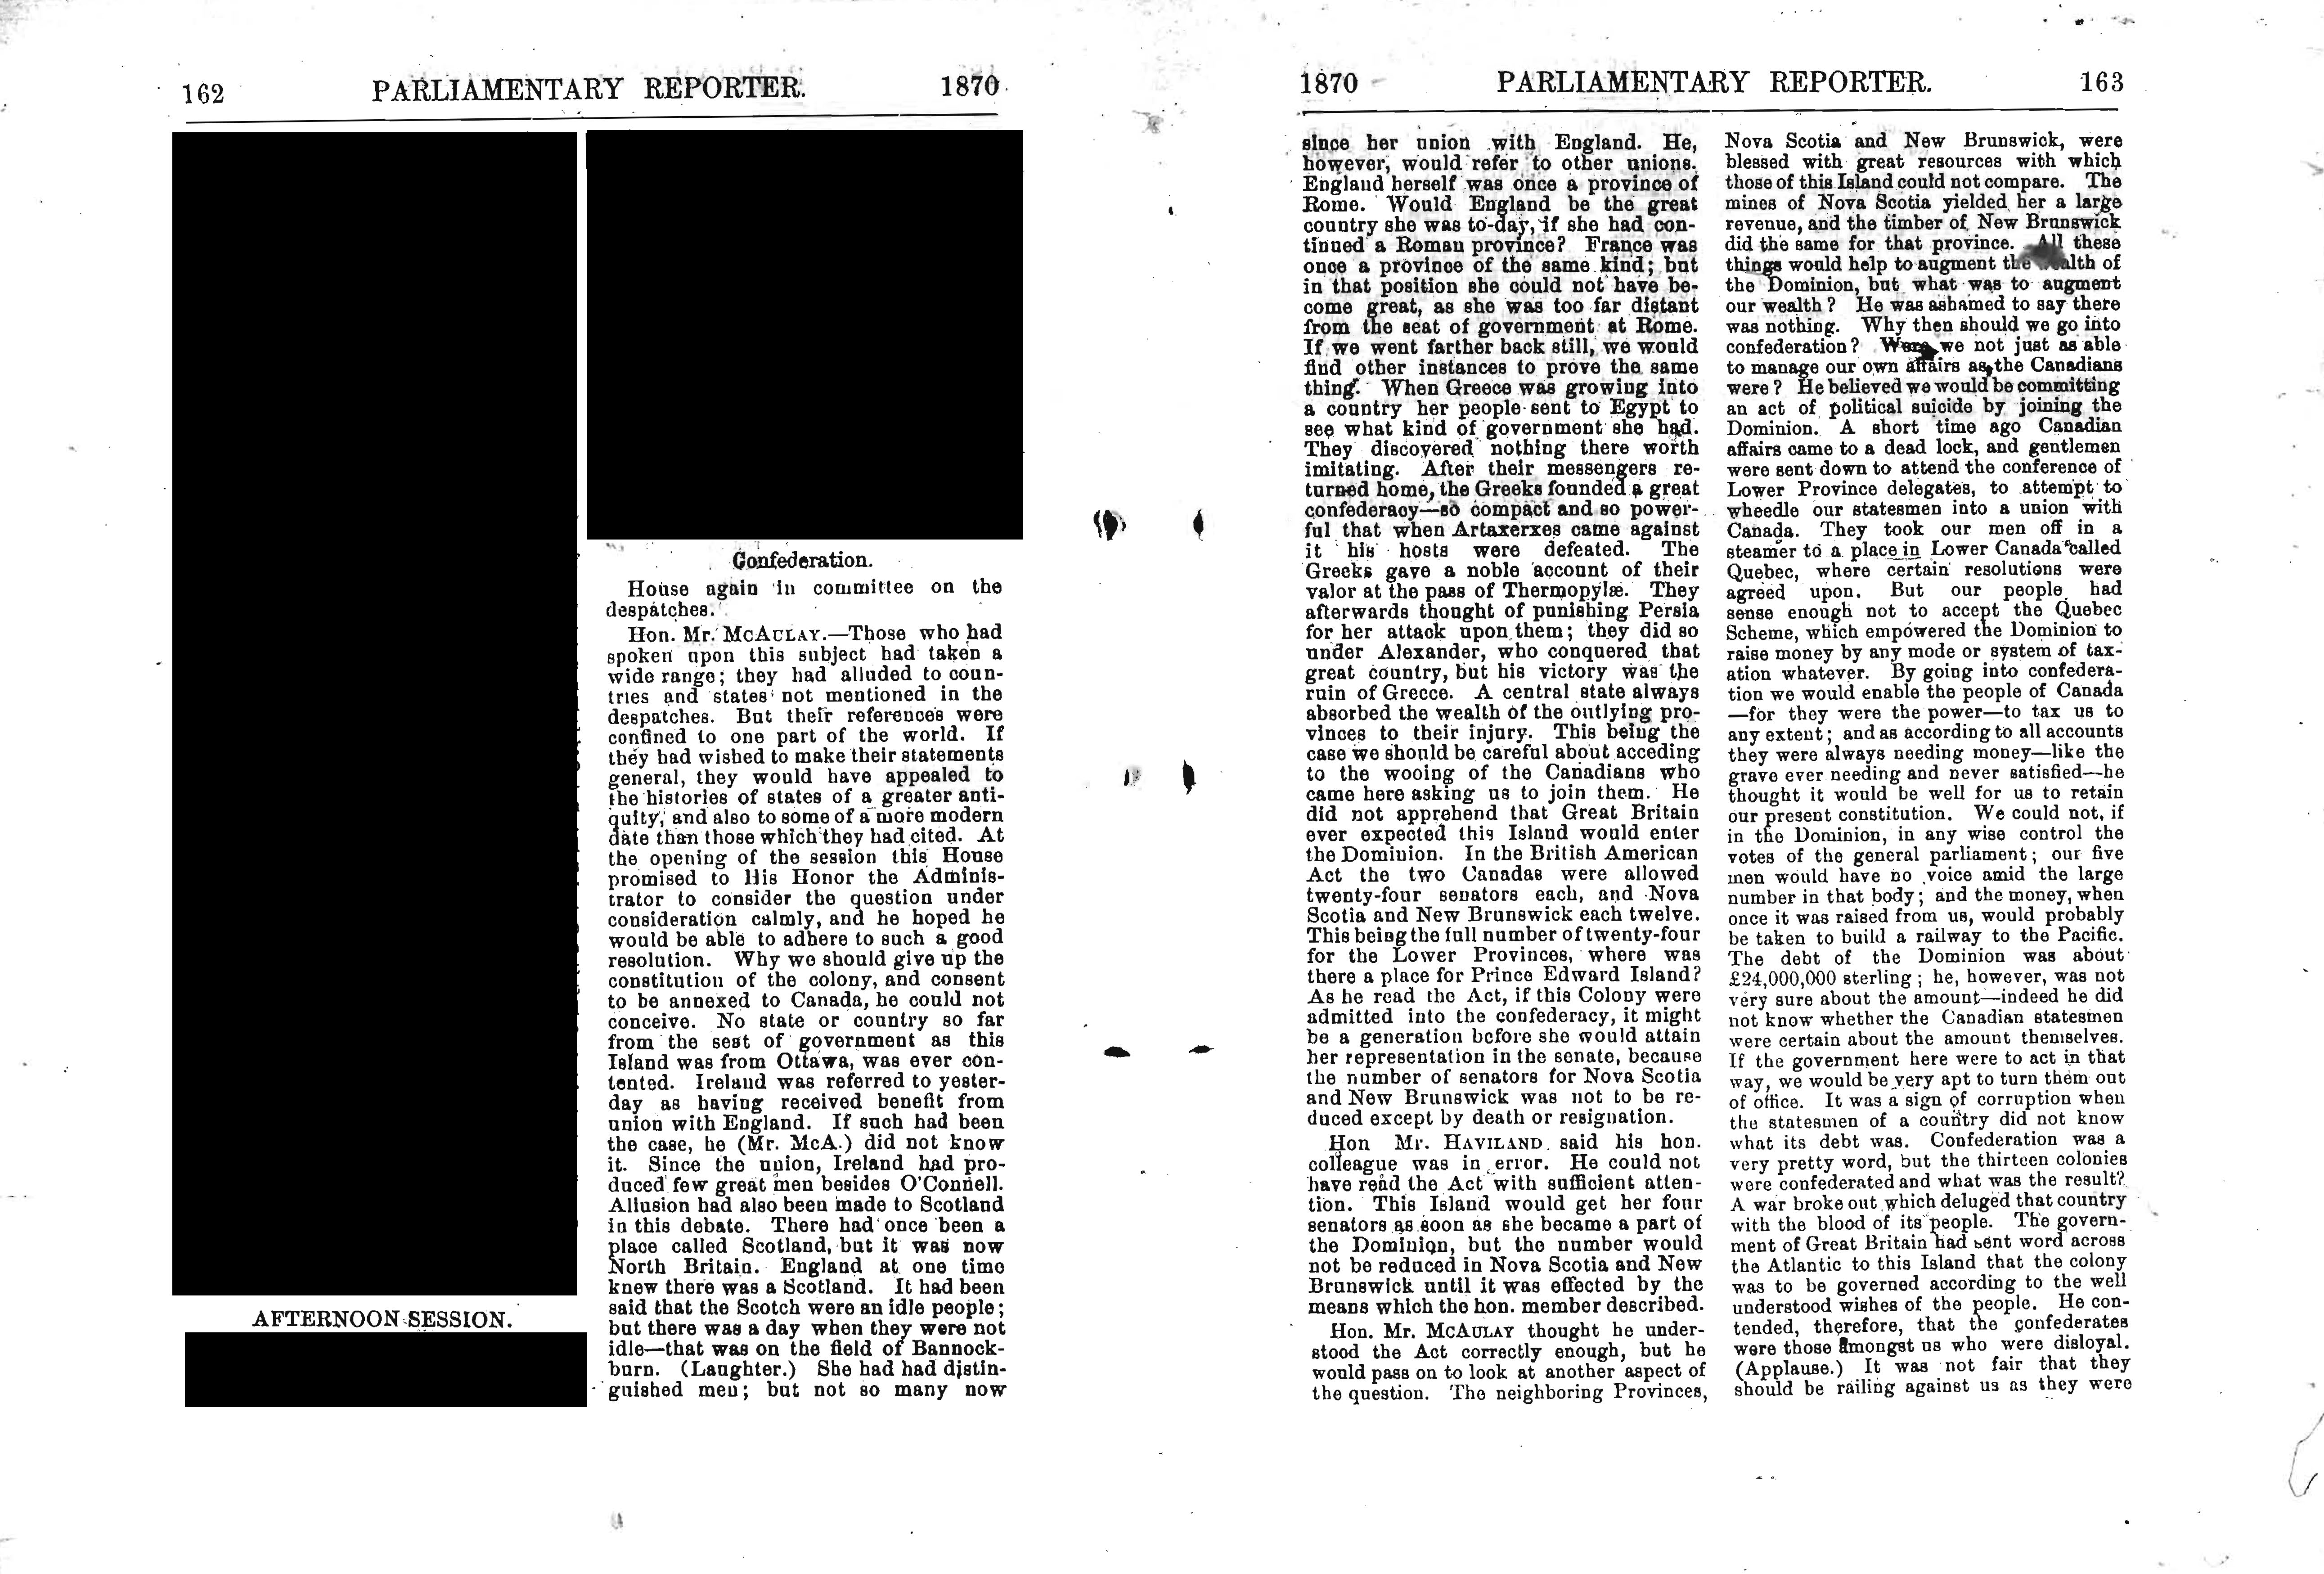 162 PARLIAMENTARY REPORTER. 1870
AFTERNOON SESSION.
Confederation.
House again in committee on the
despatches.
Hon. Mr. McAULAY.—Those who had
spoken upon this subject had taken a
wide range; they had alluded to coun-
tries and states not mentioned in the
despatches. But their references were
confined to one part of the world. If
they had wished to make their statements
general, they would have appealed to
the histories of states of a greater anti-
quity, and also to some of a more modern
date than those which they had cited. At
the opening of the session this House
promised to His Honor the Adminis-
trator to consider the question under
consideration calmly, and he hoped he
would be able to adhere to such a good
resolution. Why we should give up the
constitution of the colony, and consent
to be annexed to Canada, he could not
conceive. No state or country so far
from the seat of government as this
Island was from Ottawa, was ever con-
tented. Ireland was referred to yester-
day as having received benefit from
union with England. If such had been
the case, he (Mr. McA.) did not know
it. Since the union, Ireland had pro-
duced few great men besides O'Connell.
Allusion had also been made to Scotland
in this debate. There had once been a
place called Scotland, but it was now
North Britain. England at one time
knew there was a Scotland. It had been
said that the Scotch were an idle people;
but there was a day when they were not
idle—that was on the field of Bannock-
burn. (Laughter.) She had had distin-
guished men; but not so many now
1870 PARLIAMENTARY REPORTER. 163
since her union with England. He,
however, would refer to other unions.
England herself was once a province of
Rome. Would England be the great
country she was to-day, if she had con-
tinued a Roman province? France was
once a province of the same kind; but
in that position she could not have be-
come great, as she was too far distant
from the seat of government at Rome.
If we went farther back still, we would
find other instances to prove the same
thing. When Greece was growing into
a country her people sent to Egypt to
see what kind of government she had.
They discovered nothing there worth
imitating. After their messengers re-
turned home, the Greeks founded a great
confederacy—so compact and so power-
ful that when Artaxerxes came against
it his hosts were defeated. The
Greeks gave a noble account of their
valor at the pass of Thermopylæ. They
afterwards thought of punishing Persia
for her attack upon them; they did so
under Alexander, who conquered that
great country, but his victory was the
ruin of Greece. A central state always
absorbed the wealth of the outlying pro-
vinces to their injury. This being the
case we should be careful about acceding
to the wooing of the Canadians who
came here asking us to join them. He
did not apprehend that Great Britain
ever expected this Island would enter
the Dominion. In the British American
Act the two Canadas were allowed
twenty-four senators each, and Nova
Scotia and New Brunswick each twelve.
This being the full number of twenty-four
for the Lower Provinces, where was
there a place for Prince Edward Island?
As he read the Act, if this Colony were
admitted into the confederacy, it might
be a generation before she would attain
her representation in the senate, because
the number of senators for Nova Scotia
and New Brunswick was not to be re-
duced except by death or resignation.
Hon Mr. HAVILAND said his hon.
colleague was in error. He could not
have read the Act with sufficient atten-
tion. This Island would get her four
senators as soon as she became a part of
the Dominion, but the number would
not be reduced in Nova Scotia and New
Brunswick until it was effected by the
means which the hon. member described.
Hon. Mr. McAULAY thought he under-
stood the Act correctly enough, but he
would pass on to look at another aspect of
the question. The neighboring Provinces,
Nova Scotia and New Brunswick, were
blessed with great resources with which
those of this Island could not compare. The
mines of Nova Scotia yielded her a large
revenue, and the timber of New Brunswick
did the same for that province. All these
things would help to augment the wealth of
the Dominion, but what was to augment
our wealth? He was ashamed to say there
was nothing. Why then should we go into
confederation? Were we not just as able
to manage our own affairs as the Canadians
were? He believed we would be committing
an act of political suicide by joining the
Dominion. A short time ago Canadian
affairs came to a dead lock, and gentlemen
were sent down to attend the conference of
Lower Province delegates, to attempt to
wheedle our statesmen into a union with
Canada. They took our men off in a
steamer to a place in Lower Canada called
Quebec, where certain resolutions were
agreed upon. But our people had
sense enough not to accept the Quebec
Scheme, which empowered the Dominion to
raise money by any mode or system of tax-
ation whatever. By going into confedera-
tion we would enable the people of Canada
—for they were the power—to tax us to
any extent; and as according to all accounts
they were always needing money—like the
grave ever needing and never satisfied—he
thought it would be well for us to retain
our present constitution. We could not, if
in the Dominion, in any wise control the
votes of the general parliament; our five
men would have no voice amid the large
number in that body; and the money, when
once it was raised from us, would probably
be taken to build a railway to the Pacific.
The debt of the Dominion was about
£24,000,000 sterling; he, however, was not
very sure about the amount—indeed he did
not know whether the Canadian statesmen
were certain about the amount themselves.
If the government here were to act in that
way, we would be very apt to turn them out
of office. It was a sign of corruption when
the statesmen of a country did not know
what its debt was. Confederation was a
very pretty word, but the thirteen colonies
were confederated and what was the result?
A war broke out which deluged that country
with the blood of its people. The govern-
ment of Great Britain had sent word across
the Atlantic to this Island that the colony
was to be governed according to the well
understood wishes of the people. He con-
tended, therefore, that the confederates
were those amongst us who were disloyal.
(Applause.) It was not fair that they
should be railing against us as they were